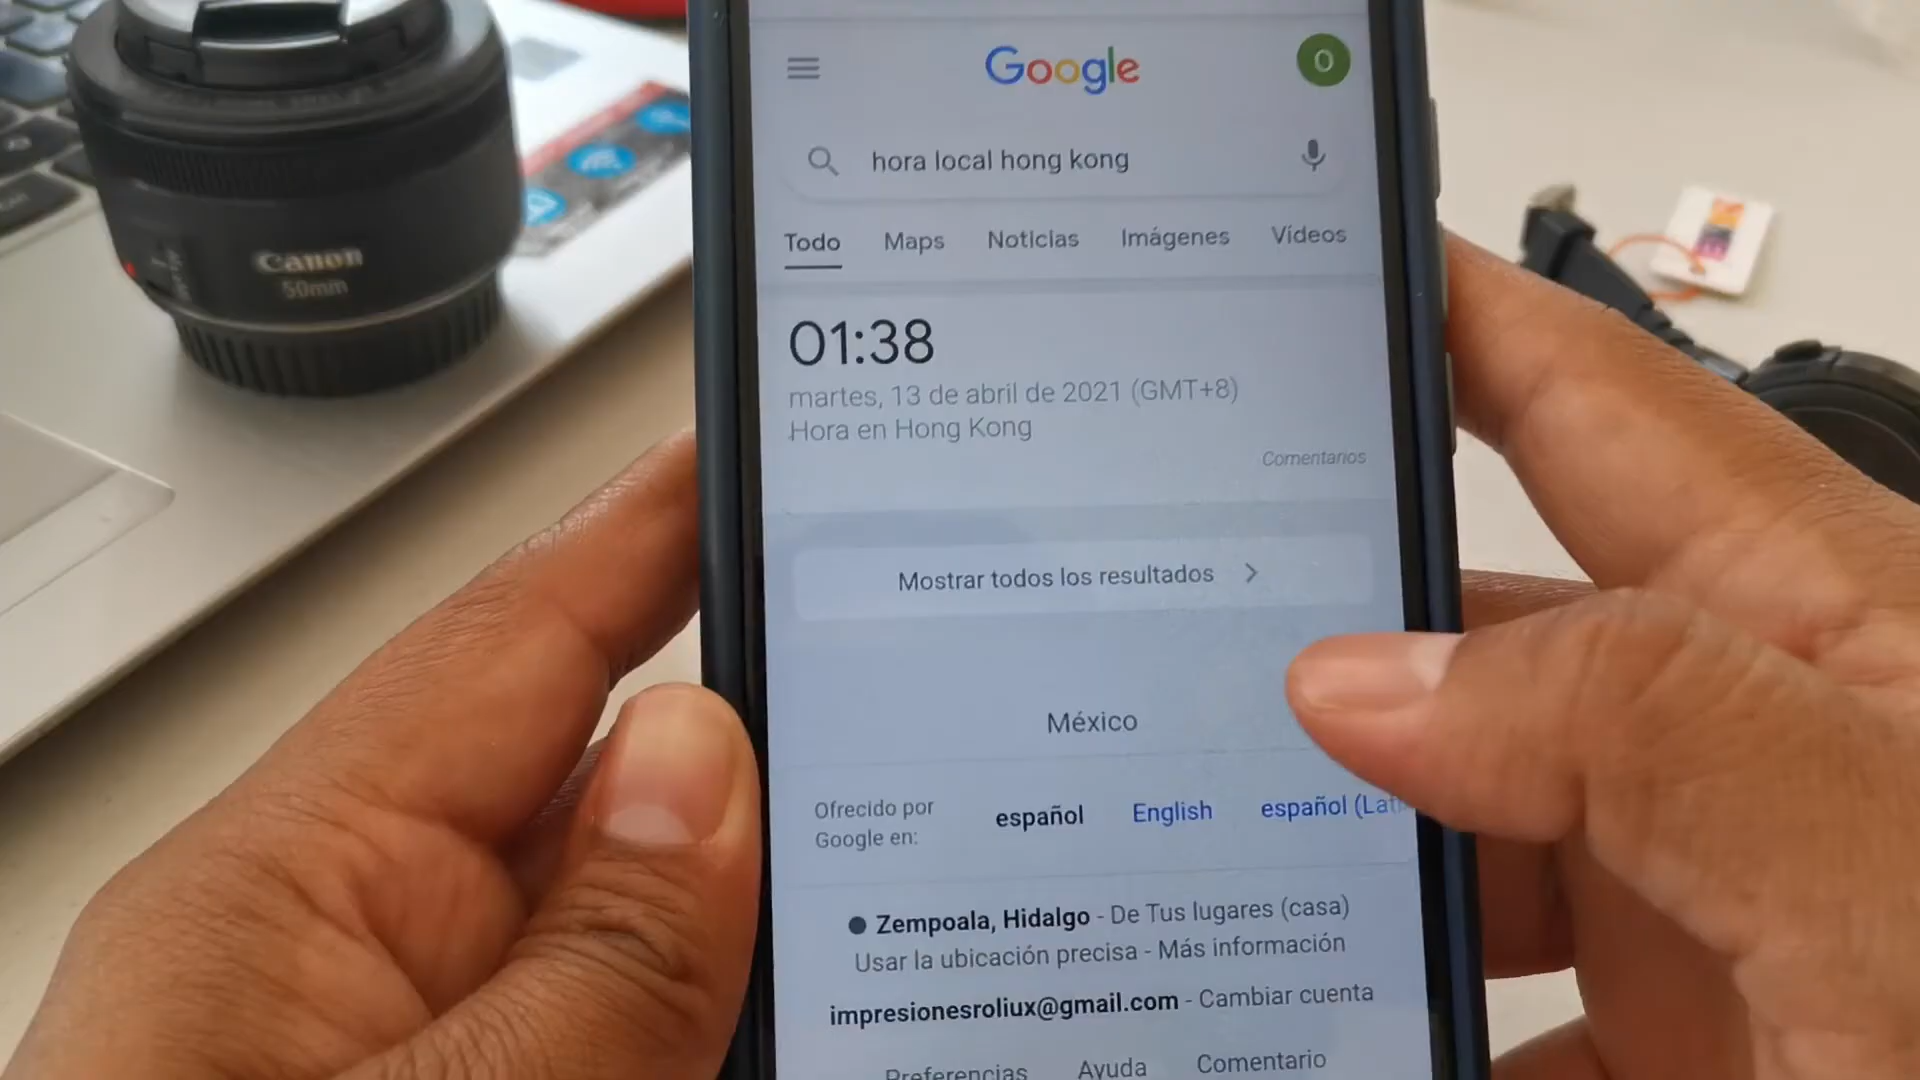 Google
O
hora local hong kong
Todo Maps Noticias Imágenes Vídeos
01:38
martes, 13 de abril de 2021 (GMT+8)
Hora en Hong Kong
Comentarios
Mostrar todos los resultados
México
Ofrecido por
Google en:
español English español (Lat
Zempoala, Hidalgo - De Tus lugares (casa)
Usar la ubicación precisa - Más información
impresionesroliux@gmail.com - Cambiar cuenta
Preferencias Ayuda Comentario
Canon
50mm